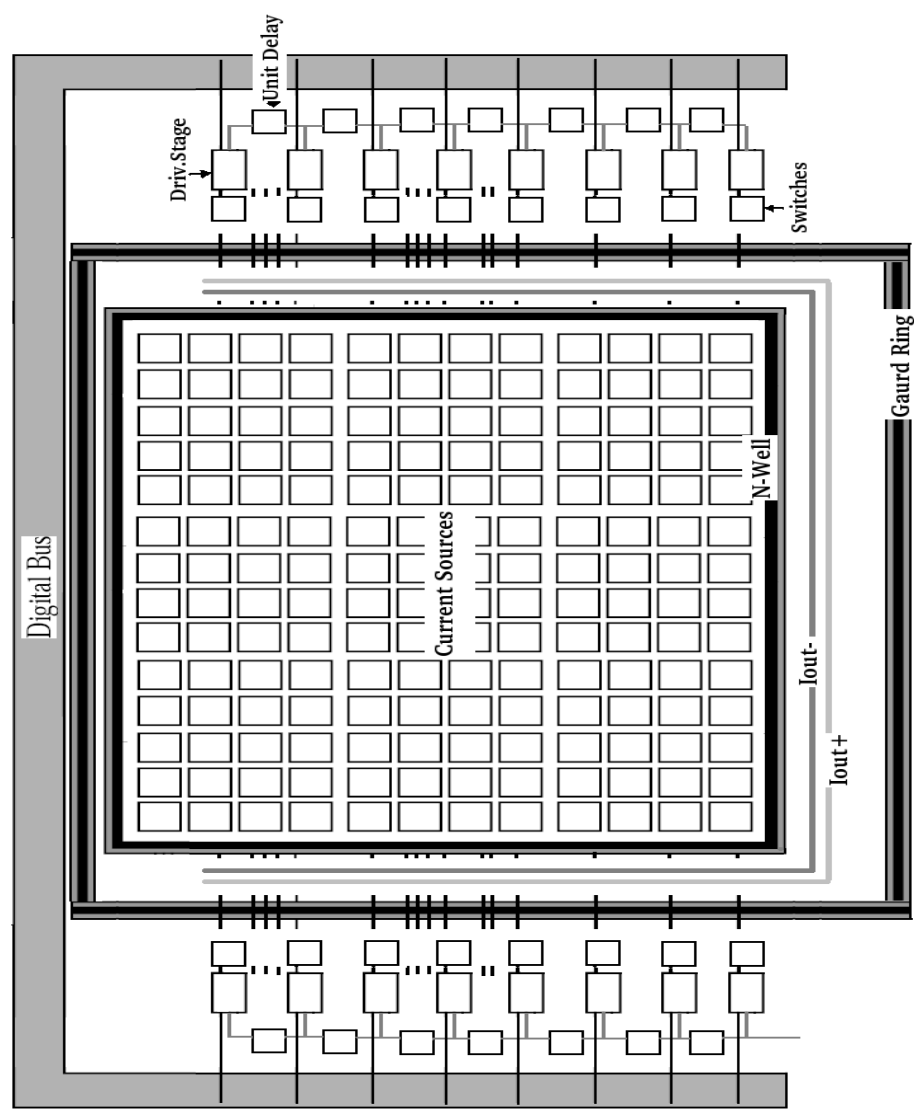 Digital Bus
Driv.Stage
Unit Delay
Switches
Current Sources
N-Well
Iout-
Iout+
Gaurd Ring